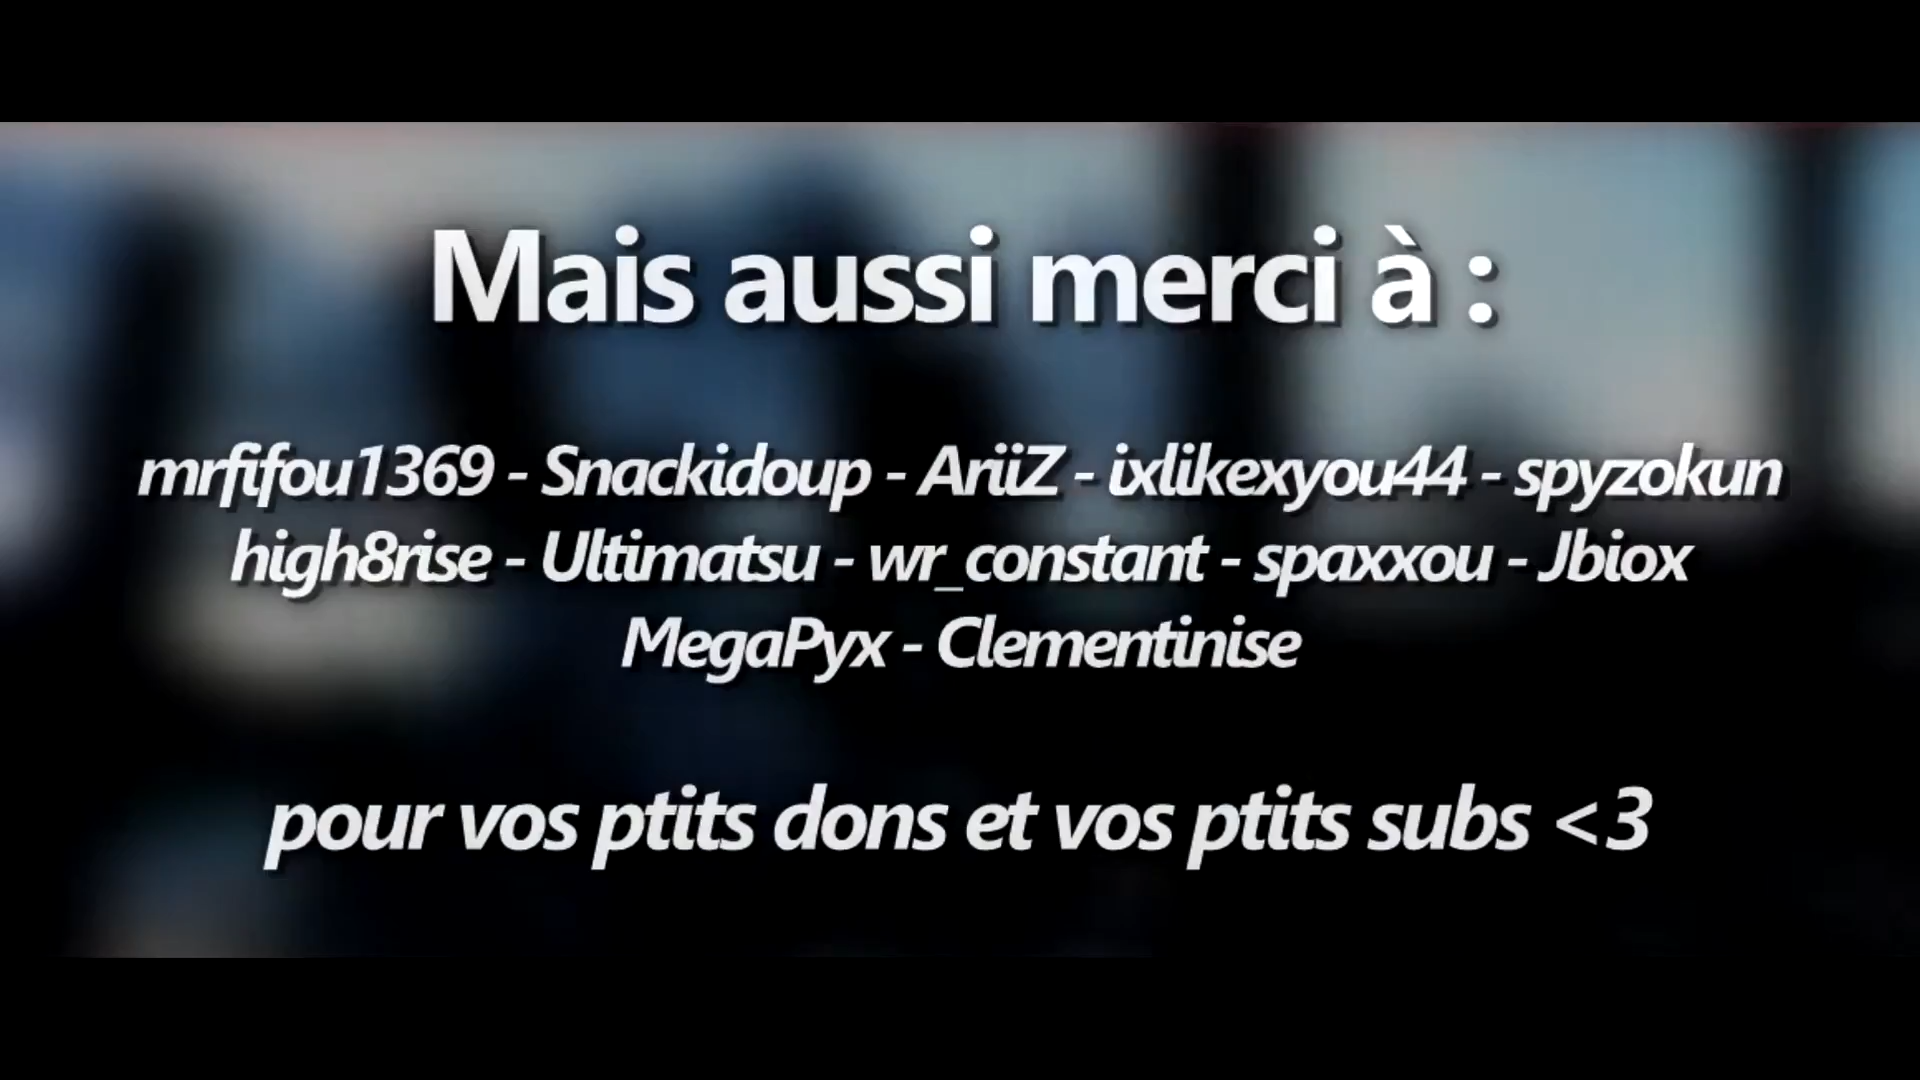 Mais aussi merci à :
mrfifou1369 - Snackidoup - AriiZ - ixlikexyou44 - spyzokun
high8rise - Ultimatsu - wr_constant - spaxxou - Jbiox
MegaPyx - Clementinise
pour vos ptits dons et vos ptits subs <3